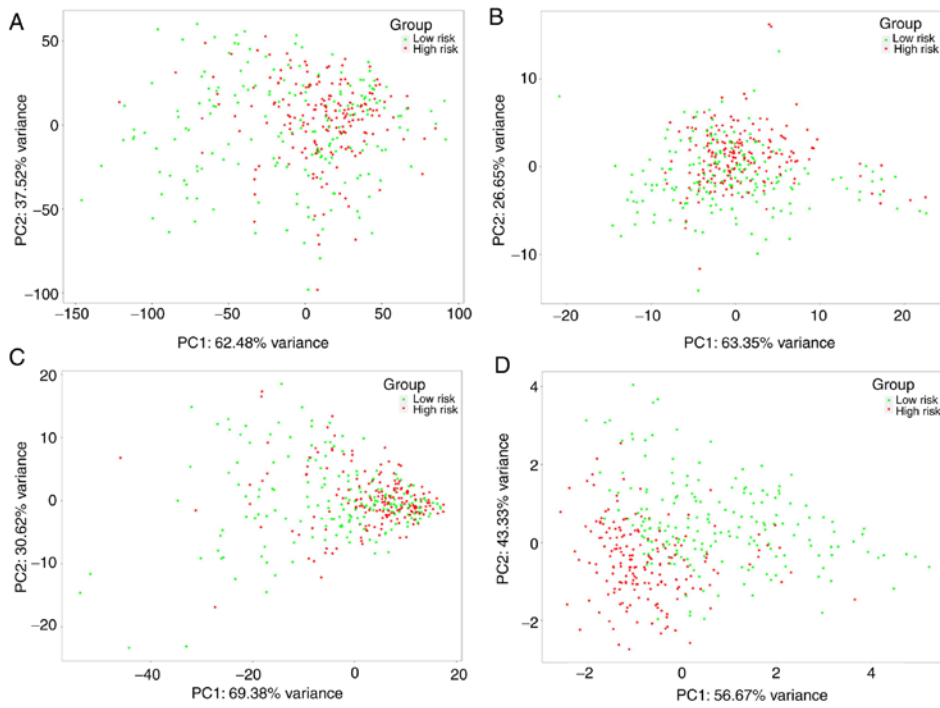 A
Group
Low risk
High risk
PC2: 37.52% variance
50
0
−50
−100
−150
−100
−50
0
50
100
PC1: 62.48% variance
B
Group
Low risk
High risk
PC2: 26.65% variance
10
0
−10
−20
−10
0
10
20
PC1: 63.35% variance
C
Group
Low risk
High risk
PC2: 30.62% variance
20
10
0
−10
−20
−40
−20
0
20
PC1: 69.38% variance
D
Group
Low risk
High risk
PC2: 43.33% variance
4
2
0
−2
−2
0
2
4
PC1: 56.67% variance